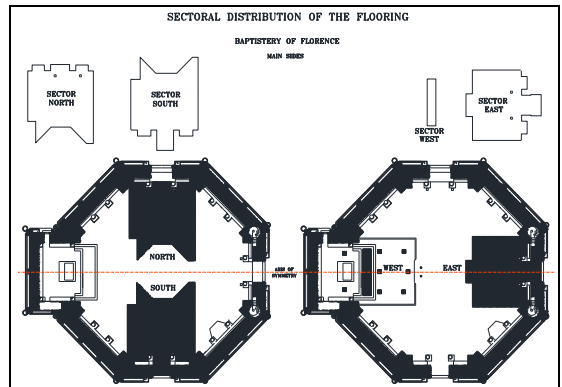 SECTORAL DISTRIBUTION OF THE FLOORING
BAPTISTERY OF FLORENCE
MAIN SIDES
SECTOR
NORTH
SECTOR
SOUTH
SECTOR
WEST
SECTOR
EAST
NORTH
SOUTH
AXIS OF
SYMMETRY
WEST
EAST